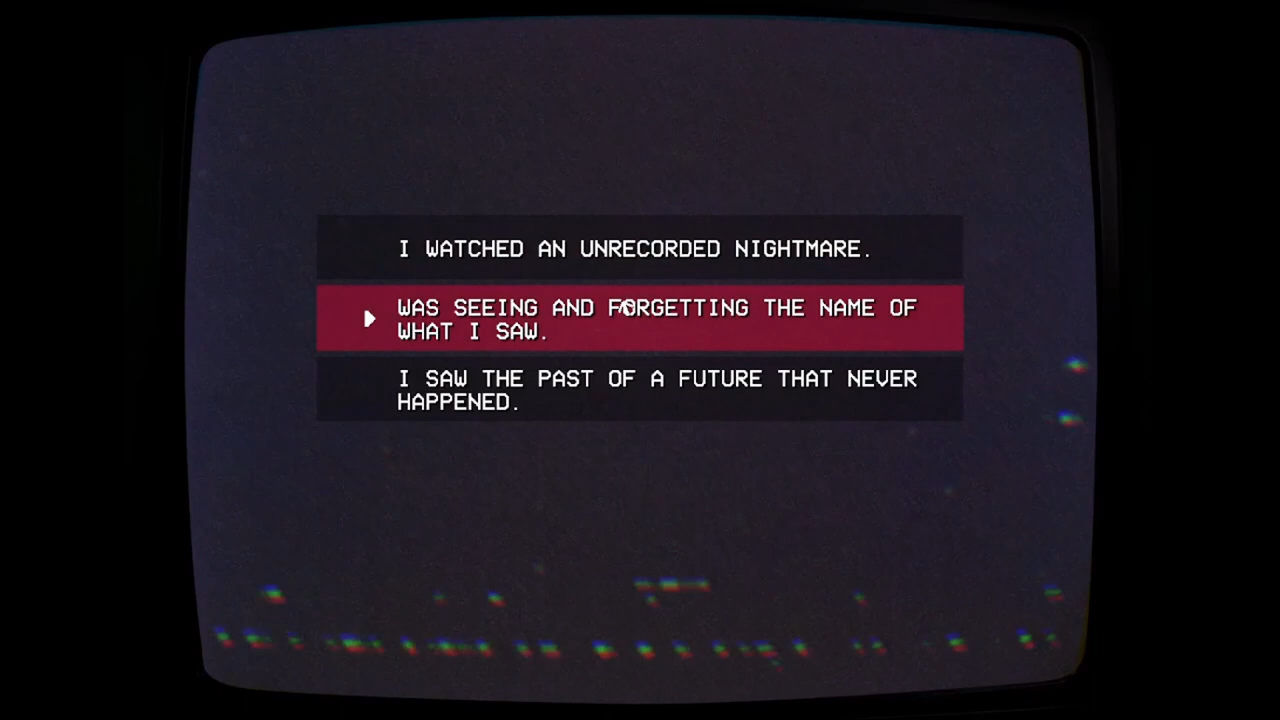 I WATCHED AN UNRECORDED NIGHTMARE.
WAS SEEING AND FORGETTING THE NAME OF
WHAT I SAW.
I SAW THE PAST OF A FUTURE THAT NEVER
HAPPENED.